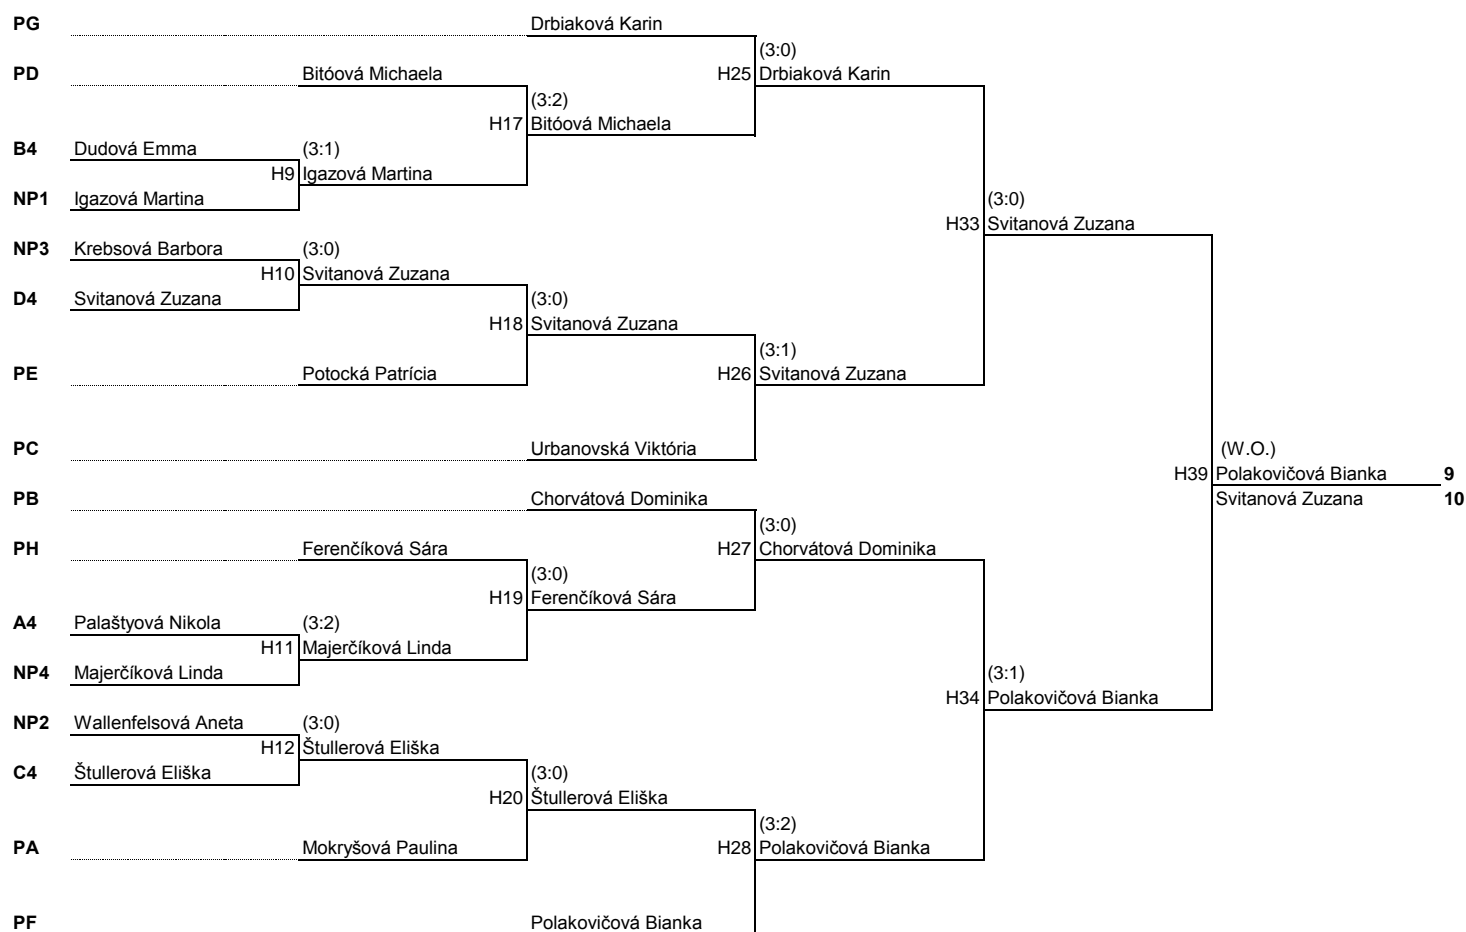 PG Drbiaková Karin
(3:0)
PD Bitóová Michaela H25 Drbiaková Karin
(3:2)
H17 Bitóová Michaela
B4 Dudová Emma (3:1)
H9 Igazová Martina
NP1 Igazová Martina (3:0)
H33 Svitanová Zuzana
NP3 Krebsová Barbora (3:0)
H10 Svitanová Zuzana
D4 Svitanová Zuzana (3:0)
H18 Svitanová Zuzana
(3:1)
PE Potocká Patrícia H26 Svitanová Zuzana
PC Urbanovská Viktória (W.O.)
H39 Polakovičová Bianka 9
PB Chorvátová Dominika Svitanová Zuzana 10
(3:0)
PH Ferenčíková Sára H27 Chorvátová Dominika
(3:0)
H19 Ferenčíková Sára
A4 Palaštyová Nikola (3:2)
H11 Majerčíková Linda
NP4 Majerčíková Linda (3:1)
H34 Polakovičová Bianka
NP2 Wallenfelsová Aneta (3:0)
H12 Štullerová Eliška
C4 Štullerová Eliška (3:0)
H20 Štullerová Eliška
(3:2)
PA Mokryšová Paulina H28 Polakovičová Bianka
PF Polakovičová Bianka